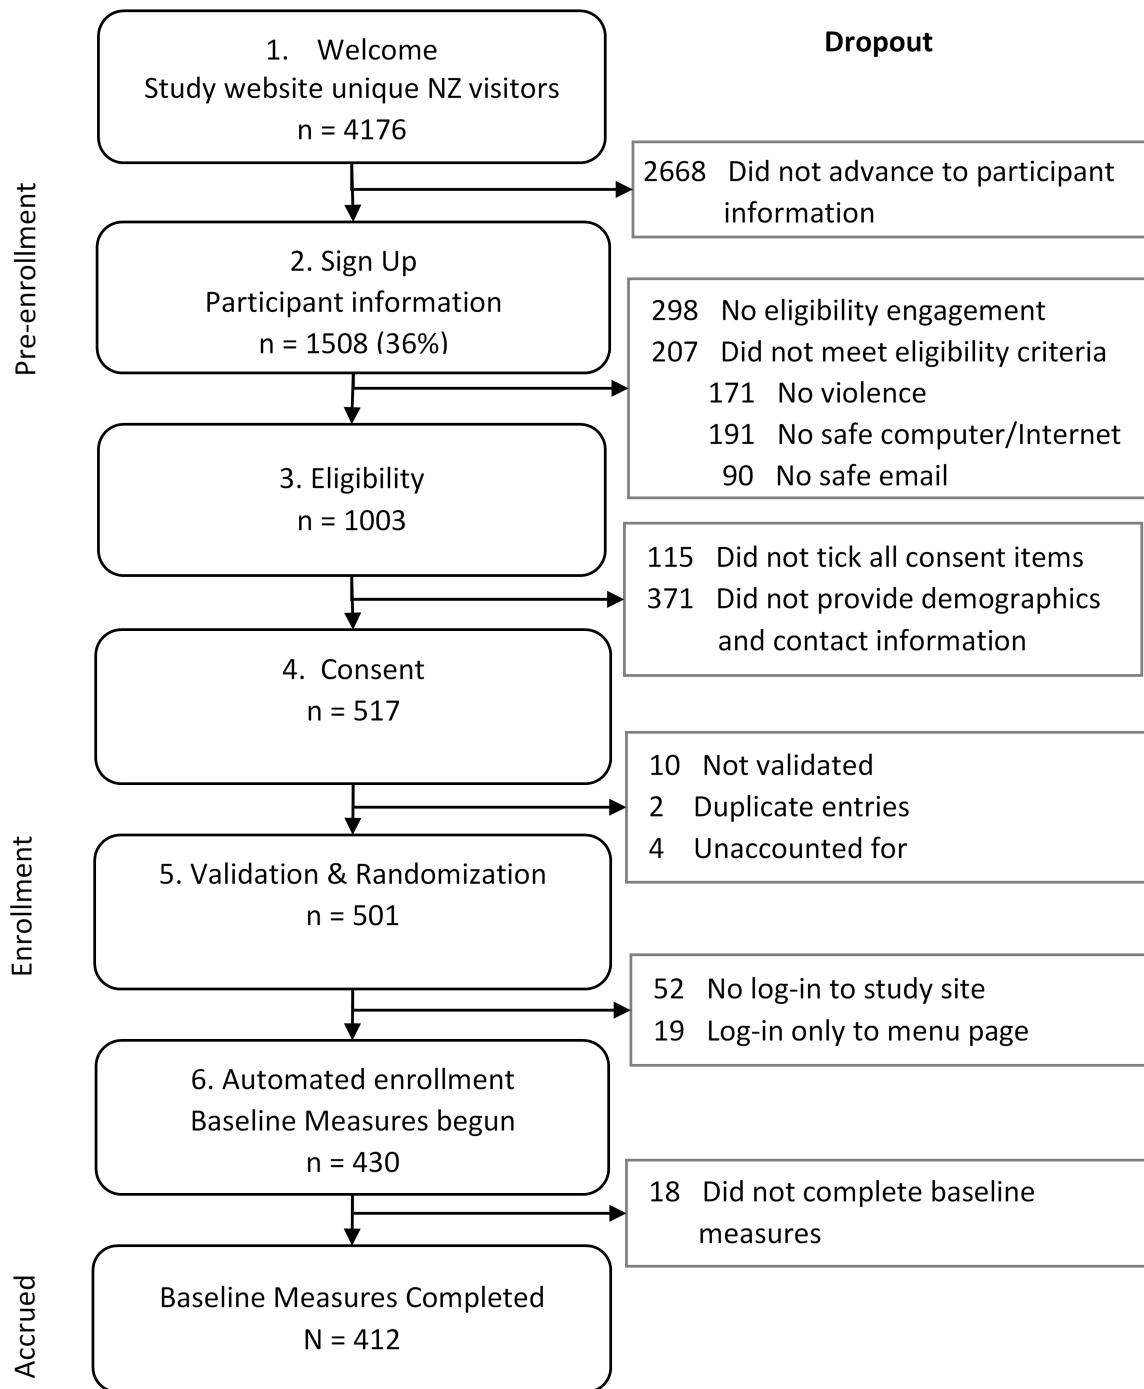 1. Welcome
Study website unique NZ visitors
n = 4176
Dropout
2668 Did not advance to participant
information
Pre-enrollment
2. Sign Up
Participant information
n = 1508 (36%)
298 No eligibility engagement
207 Did not meet eligibility criteria
171 No violence
191 No safe computer/Internet
90 No safe email
3. Eligibility
n = 1003
115 Did not tick all consent items
371 Did not provide demographics
and contact information
4. Consent
n = 517
10 Not validated
2 Duplicate entries
4 Unaccounted for
Enrollment
5. Validation & Randomization
n = 501
52 No log-in to study site
19 Log-in only to menu page
6. Automated enrollment
Baseline Measures begun
n = 430
18 Did not complete baseline
measures
Accrued
Baseline Measures Completed
N = 412